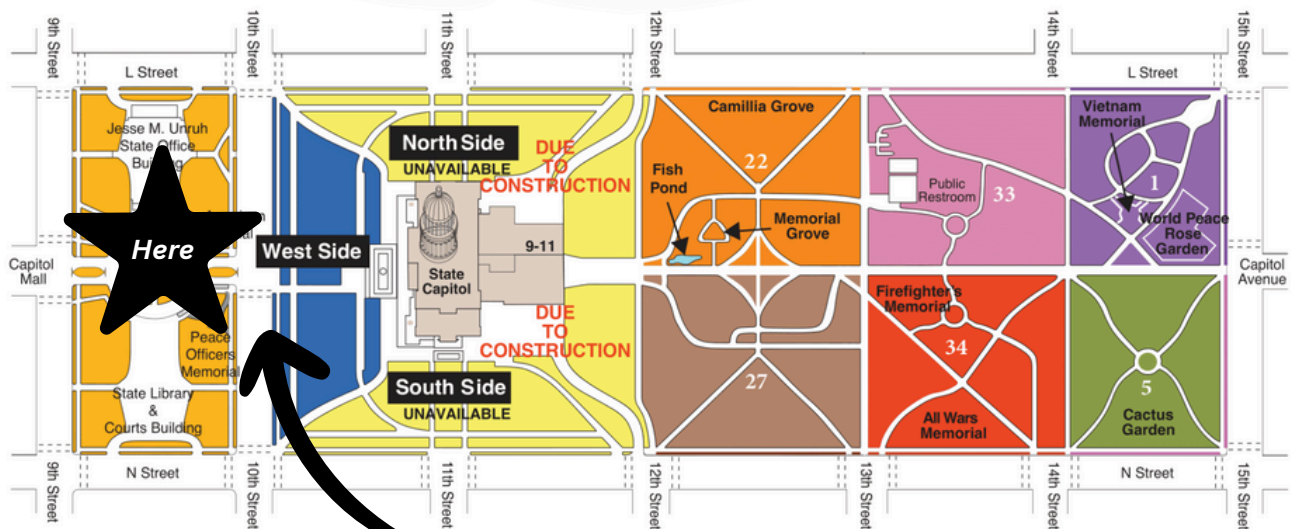 9th Street
10th Street
11th Street
12th Street
14th Street
15th Street
L Street
L Street
Jesse M. Unruh
State Office
Building
Here
Capitol
Mall
Peace
Officers
Memorial
State Library
&
Courts Building
West Side
North Side
UNAVAILABLE
DUE
TO
CONSTRUCTION
State
Capitol
9-11
DUE
TO
CONSTRUCTION
South Side
UNAVAILABLE
Camillia Grove
22
Fish
Pond
Memorial
Grove
27
Public
Restroom
33
Firefighter's
Memorial
34
All Wars
Memorial
Vietnam
Memorial
1
World Peace
Rose
Garden
5
Cactus
Garden
Capitol
Avenue
N Street
N Street
9th Street
10th Street
11th Street
12th Street
13th Street
14th Street
15th Street